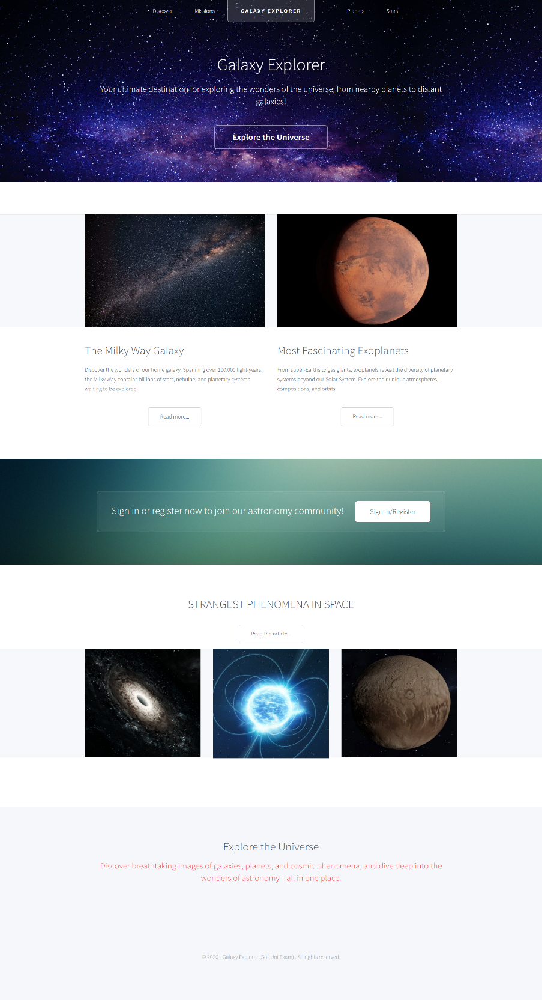 Discover
Missions
GALAXY EXPLORER
Planets
Stars
Galaxy Explorer
Your ultimate destination for exploring the wonders of the universe, from nearby planets to distant
galaxies!
Explore the Universe
The Milky Way Galaxy
Discover the wonders of our home galaxy. Spanning over 100,000 light-years,
the Milky Way contains billions of stars, nebulae, and planetary systems
waiting to be explored.
Read more...
Most Fascinating Exoplanets
From super-Earths to gas giants, exoplanets reveal the diversity of planetary
systems beyond our Solar System. Explore their unique atmospheres,
compositions, and orbits.
Read more...
Sign in or register now to join our astronomy community!
Sign In/Register
STRANGEST PHENOMENA IN SPACE
Read the article...
Explore the Universe
Discover breathtaking images of galaxies, planets, and cosmic phenomena, and dive deep into the
wonders of astronomy—all in one place.
© 2026 - Galaxy Explorer (SoftUni Exam) . All rights reserved.